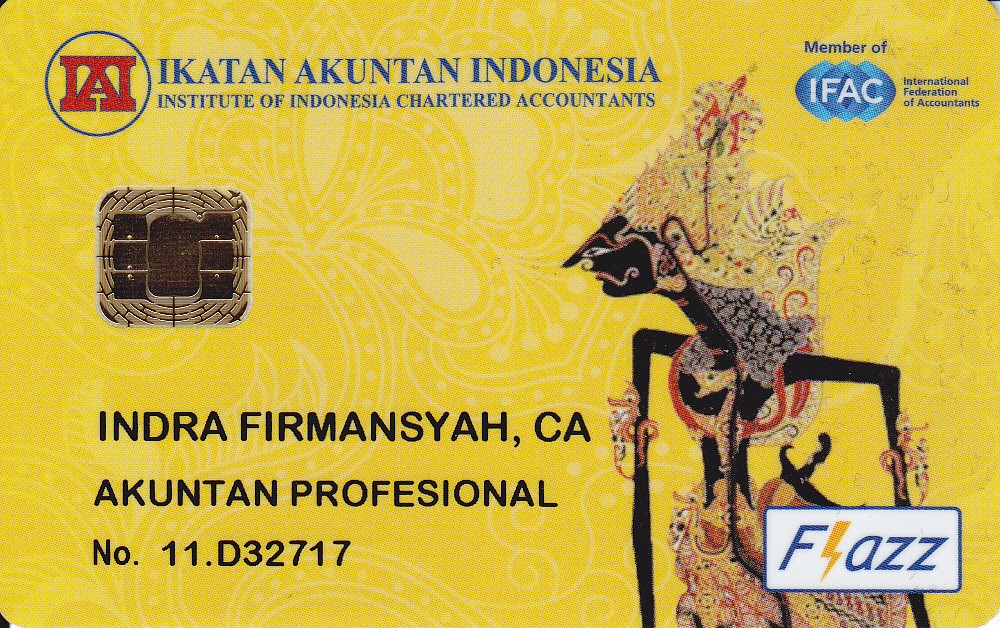 IAI
IKATAN AKUNTAN INDONESIA
INSTITUTE OF INDONESIA CHARTERED ACCOUNTANTS
Member of
IFAC
International
Federation
of Accountants
INDRA FIRMANSYAH, CA
AKUNTAN PROFESIONAL
No. 11.D32717
Flazz